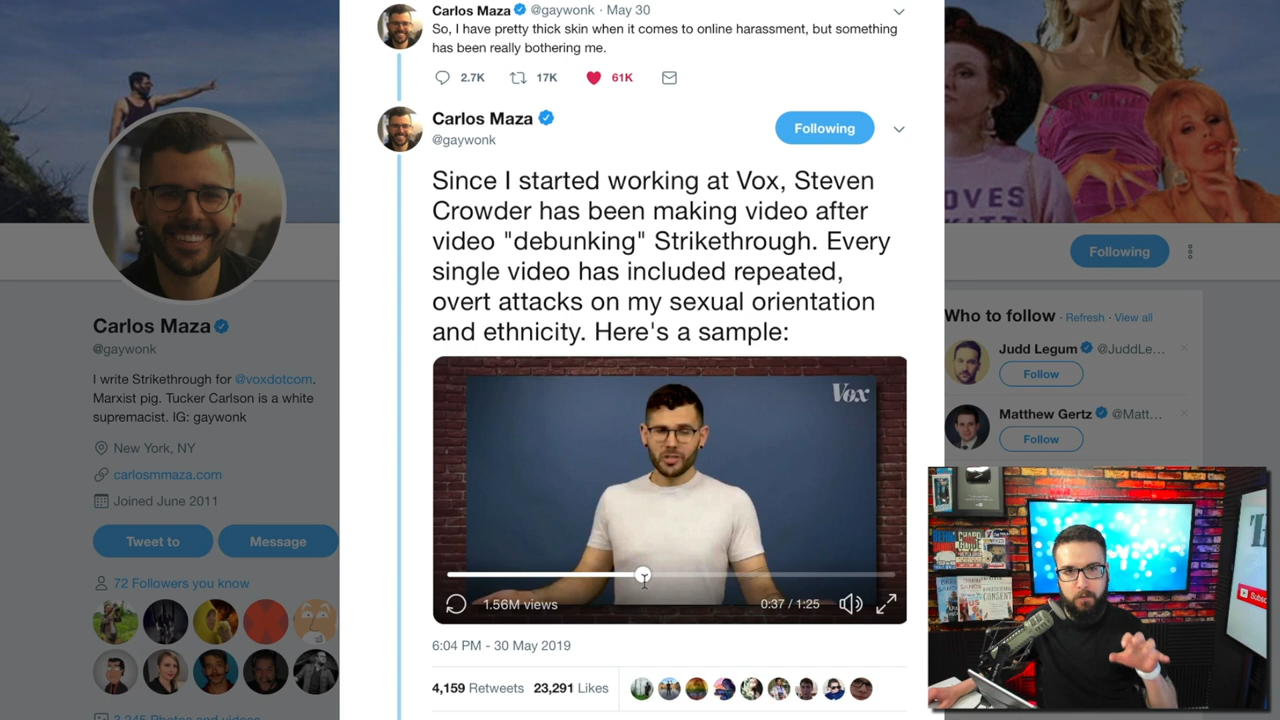 Carlos Maza @gaywonk · May 30
So, I have pretty thick skin when it comes to online harassment, but something
has been really bothering me.
2.7K 17K 61K
Carlos Maza
@gaywonk
Following
Since I started working at Vox, Steven
Crowder has been making video after
video "debunking" Strikethrough. Every
single video has included repeated,
overt attacks on my sexual orientation
and ethnicity. Here's a sample:
Vox
1.56M views
0:37 / 1:25
6:04 PM - 30 May 2019
4,159 Retweets 23,291 Likes
Carlos Maza
@gaywonk
I write Strikethrough for @voxdotcom.
Marxist pig. Tucker Carlson is a white
supremacist. IG: gaywonk
New York, NY
carlosmmaza.com
Joined June 2011
Tweet to Message
72 Followers you know
Following
Who to follow · Refresh · View all
Judd Legum @JuddLe...
Follow
Matthew Gertz @Matt...
Follow